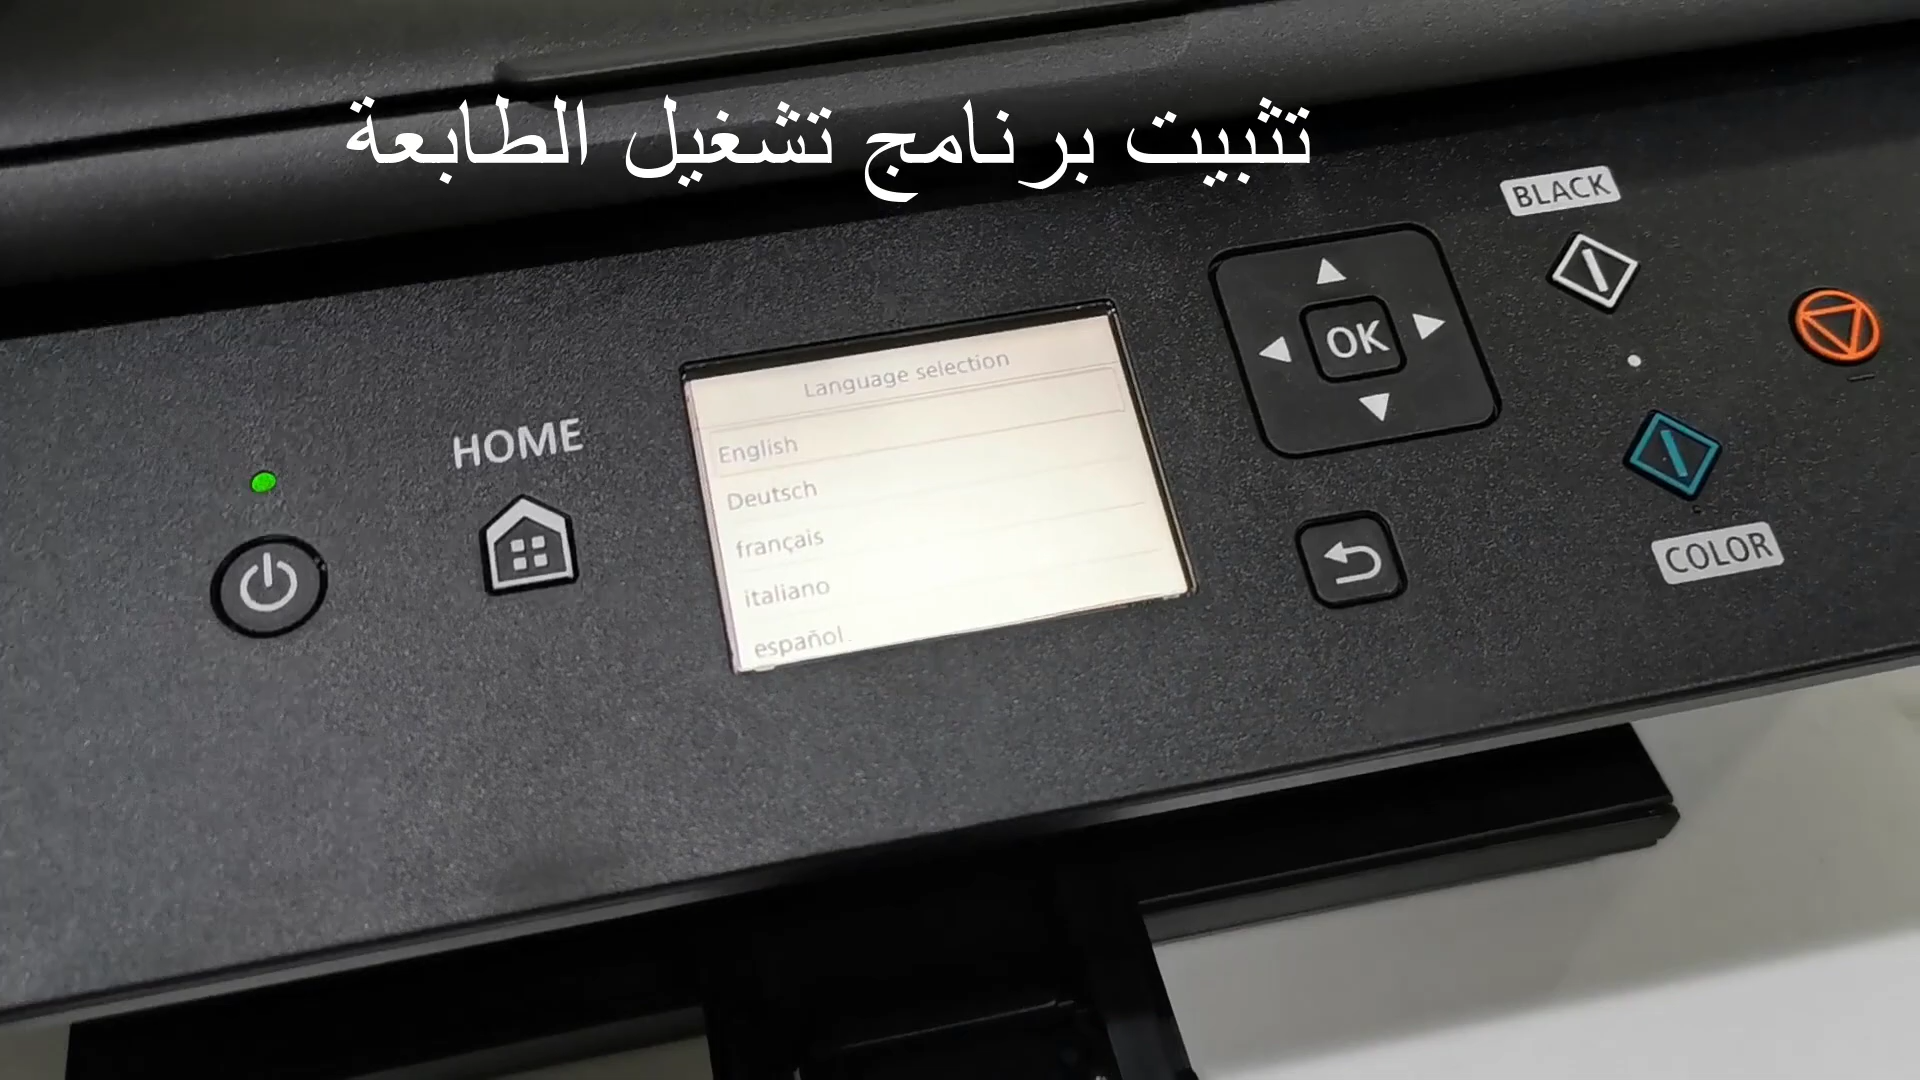 تثبيت برنامج تشغيل الطابعة
BLACK
HOME
Language selection
English
Deutsch
français
italiano
español
OK
COLOR